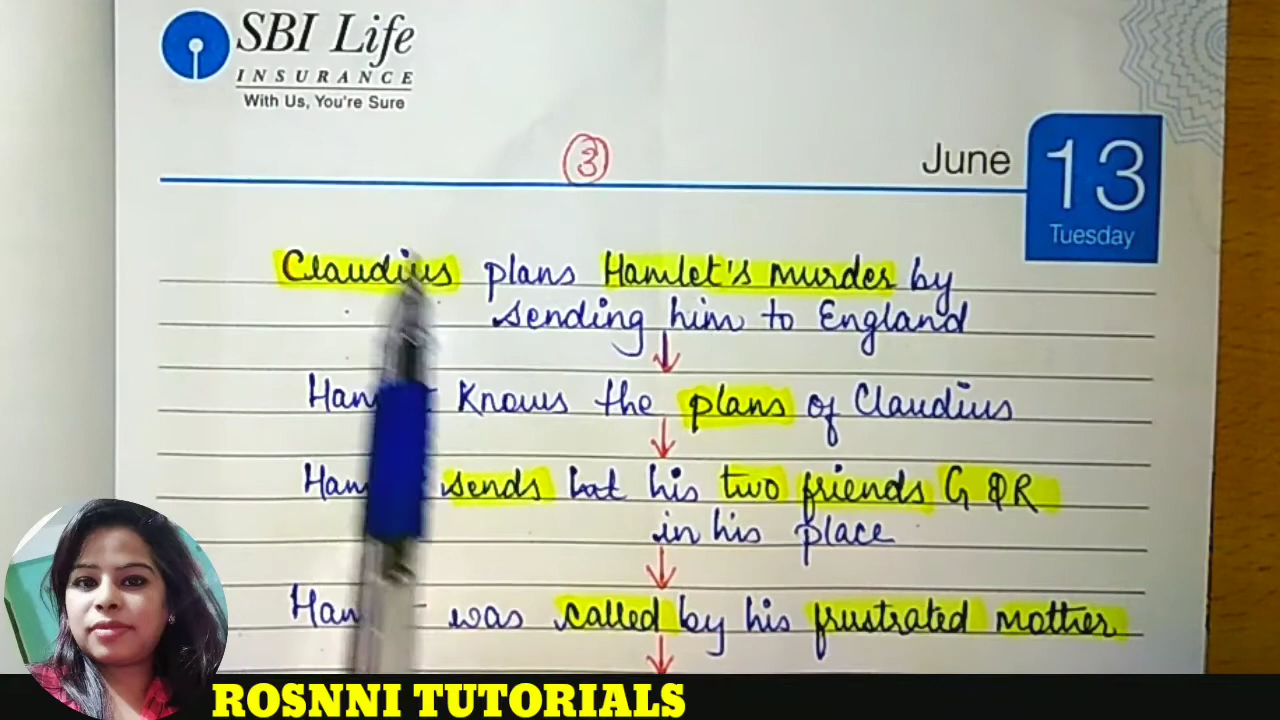 SBI Life
INSURANCE
With Us, You're Sure
3
June 13
Tuesday
Claudius plans Hamlet's murder by
sending him to England
Knows the plans of Claudius
sends his two friends G & R
in his place
was called by his frustrated mother
ROSNNI TUTORIALS